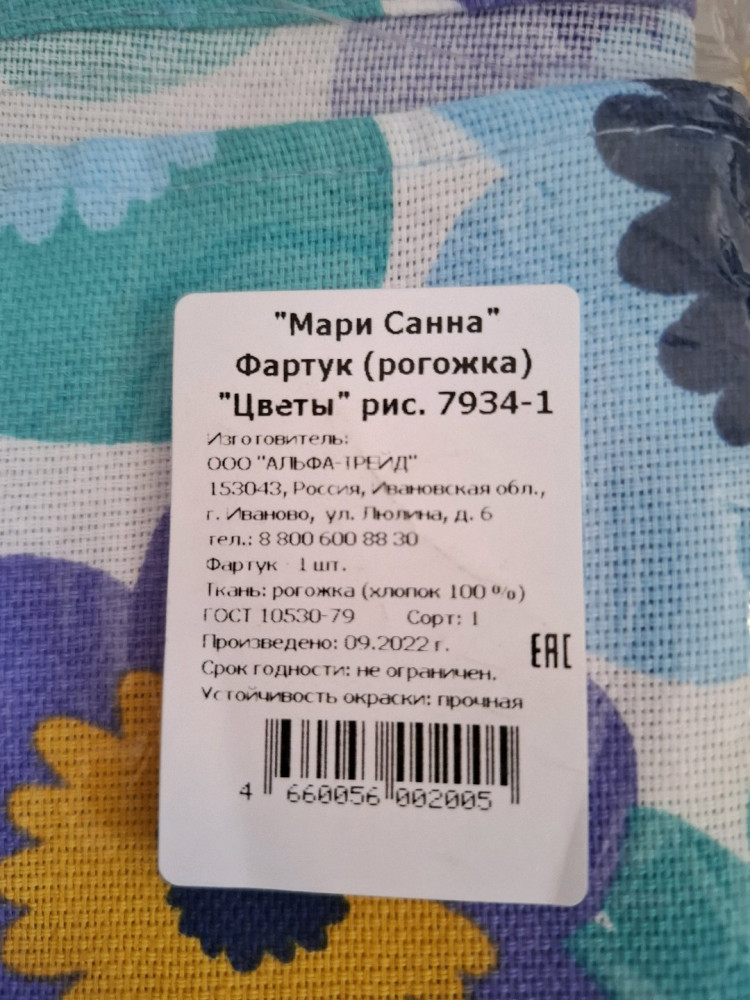 "Мари Санна"
Фартук (рогожка)
"Цветы" рис. 7934-1
Изготовитель:
ООО "АЛЬФА-ТРЕЙД"
153043, Россия, Ивановская обл.,
г. Иваново, ул. Люлина, д. 6
тел.: 8 800 600 88 30
Фартук - 1 шт.
Ткань: рогожка (хлопок 100 %)
ГОСТ 10530-79 Сорт: 1
Произведено: 09.2022 г.
EAC
Срок годности: не ограничен.
Устойчивость окраски: прочная
4 660056 002005